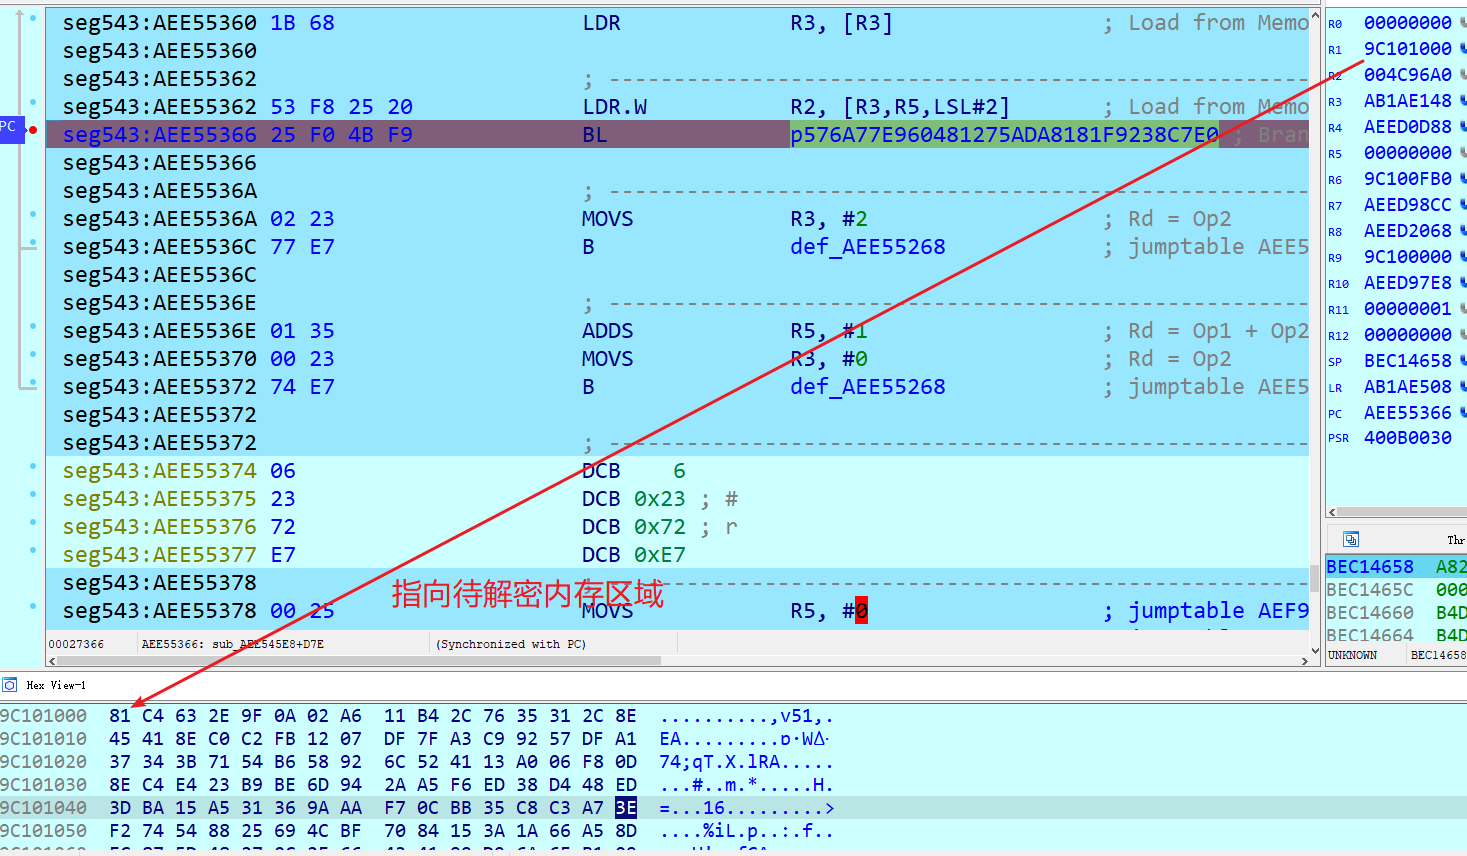 seg543:AEE55360 1B 68 LDR R3, [R3] ; Load from Memo
seg543:AEE55360
seg543:AEE55362 ; ---------------------------------
seg543:AEE55362 53 F8 25 20 LDR.W R2, [R3,R5,LSL#2] ; Load from Memo
PC seg543:AEE55366 25 F0 4B F9 BL p576A77E960481275ADA8181F9238C7E0 ; Bran
seg543:AEE55366
seg543:AEE5536A ; ---------------------------------
seg543:AEE5536A 02 23 MOVS R3, #2 ; Rd = Op2
seg543:AEE5536C 77 E7 B def_AEE55268 ; jumptable AEE5
seg543:AEE5536C
seg543:AEE5536E ; ---------------------------------
seg543:AEE5536E 01 35 ADDS R5, #1 ; Rd = Op1 + Op2
seg543:AEE55370 00 23 MOVS R3, #0 ; Rd = Op2
seg543:AEE55372 74 E7 B def_AEE55268 ; jumptable AEE5
seg543:AEE55372
seg543:AEE55372 ; ---------------------------------
seg543:AEE55374 06 DCB 6
seg543:AEE55375 23 DCB 0x23 ; #
seg543:AEE55376 72 DCB 0x72 ; r
seg543:AEE55377 E7 DCB 0xE7
seg543:AEE55378 ; ---------------------------------
指向待解密内存区域
seg543:AEE55378 00 25 MOVS R5, #0 ; jumptable AEF9
00027366 AEE55366: sub_AEE545E8+D7E (Synchronized with PC)
R0 00000000
R1 9C101000
R2 004C96A0
R3 AB1AE148
R4 AEED0D88
R5 00000000
R6 9C100FB0
R7 AEED98CC
R8 AEED2068
R9 9C100000
R10 AEED97E8
R11 00000001
R12 00000000
SP BEC14658
LR AB1AE508
PC AEE55366
PSR 400B0030
Thr
BEC14658 A82
BEC1465C 000
BEC14660 B4D
BEC14664 B4D
UNKNOWN BEC14658
Hex View-1
9C101000 81 C4 63 2E 9F 0A 02 A6 11 B4 2C 76 35 31 2C 8E ..........,v51,.
9C101010 45 41 8E C0 C2 FB 12 07 DF 7F A3 C9 92 57 DF A1
9C101020 37 34 3B 71 54 B6 58 92 6C 52 41 13 A0 06 F8 0D 74;qT.X.lRA.....
9C101030 8E C4 E4 23 B9 BE 6D 94 2A A5 F6 ED 38 D4 48 ED ...#..m.*.....H.
9C101040 3D BA 15 A5 31 36 9A AA F7 0C BB 35 C8 C3 A7 3E =...16.........>
9C101050 F2 74 54 88 25 69 4C BF 70 84 15 3A 1A 66 A5 8D ....%iL.p..:.f..